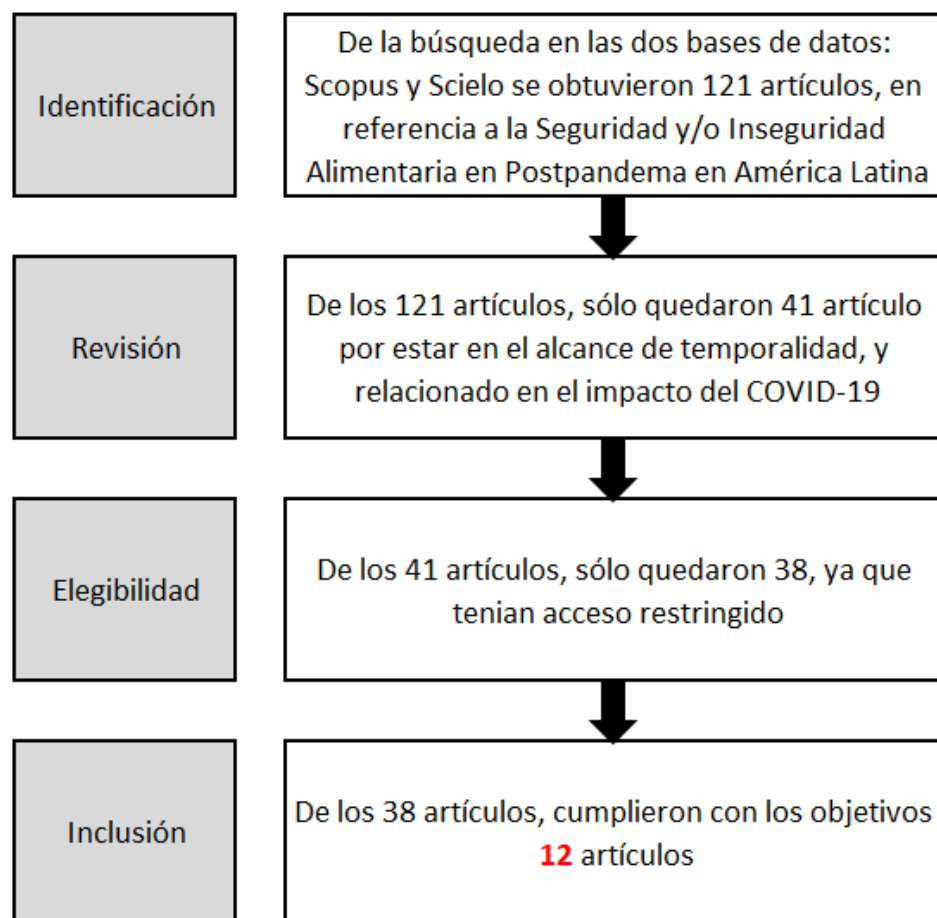 Identificación
De la búsqueda en las dos bases de datos:
Scopus y Scielo se obtuvieron 121 artículos, en
referencia a la Seguridad y/o Inseguridad
Alimentaria en Postpandema en América Latina
Revisión
De los 121 artículos, sólo quedaron 41 artículo
por estar en el alcance de temporalidad, y
relacionado en el impacto del COVID-19
Elegibilidad
De los 41 artículos, sólo quedaron 38, ya que
tenian acceso restringido
Inclusión
De los 38 artículos, cumplieron con los objetivos
12 artículos